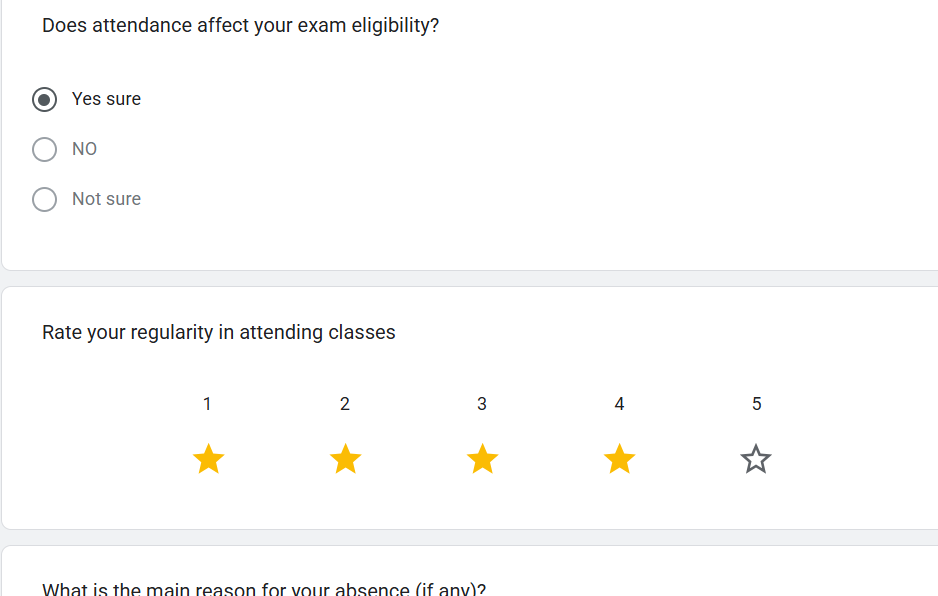 Does attendance affect your exam eligibility?
Yes sure
NO
Not sure
Rate your regularity in attending classes
1 2 3 4 5
What is the main reason for your absence (if any)?